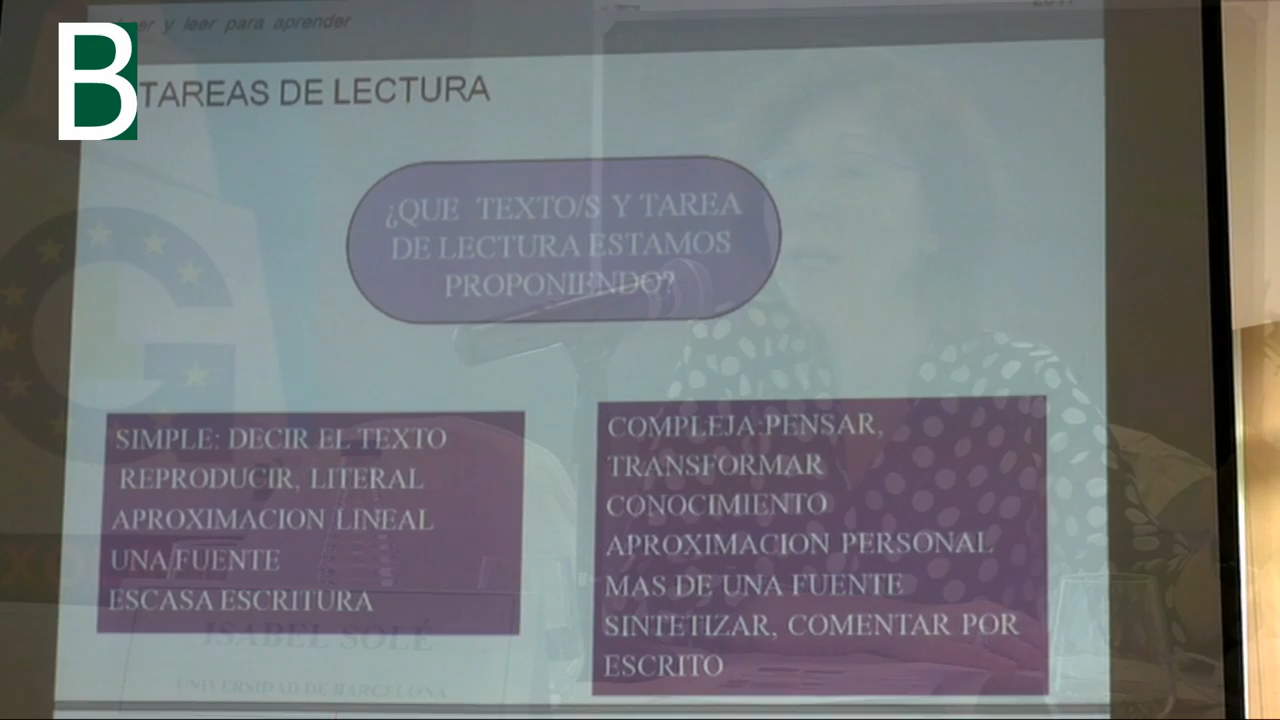 leer y leer para aprender
2017
B
TAREAS DE LECTURA
¿QUE TEXTO/S Y TAREA
DE LECTURA ESTAMOS
PROPONIENDO?
SIMPLE: DECIR EL TEXTO
REPRODUCIR, LITERAL
APROXIMACION LINEAL
UNA FUENTE
ESCASA ESCRITURA
COMPLEJA:PENSAR,
TRANSFORMAR
CONOCIMIENTO
APROXIMACION PERSONAL
MAS DE UNA FUENTE
SINTETIZAR, COMENTAR POR
ESCRITO
ISABEL SOLÉ
UNIVERSIDAD DE BARCELONA